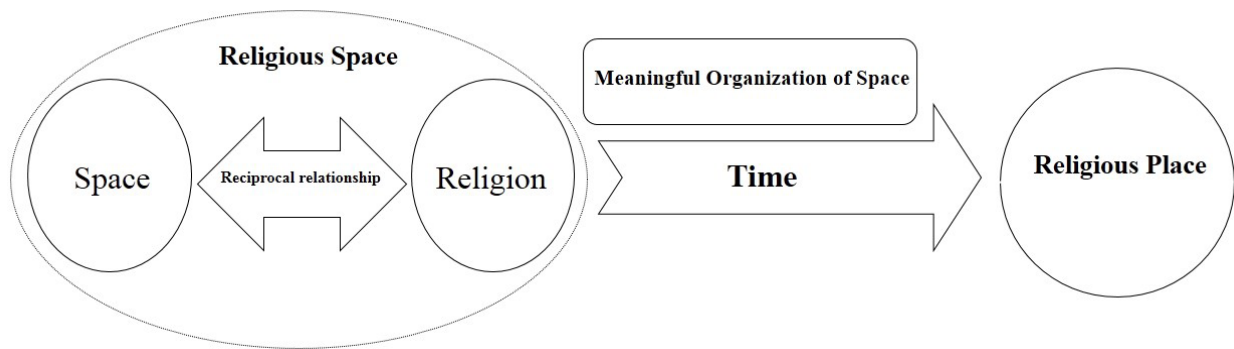 Religious Space
Space
Reciprocal relationship
Religion
Meaningful Organization of Space
Time
Religious Place